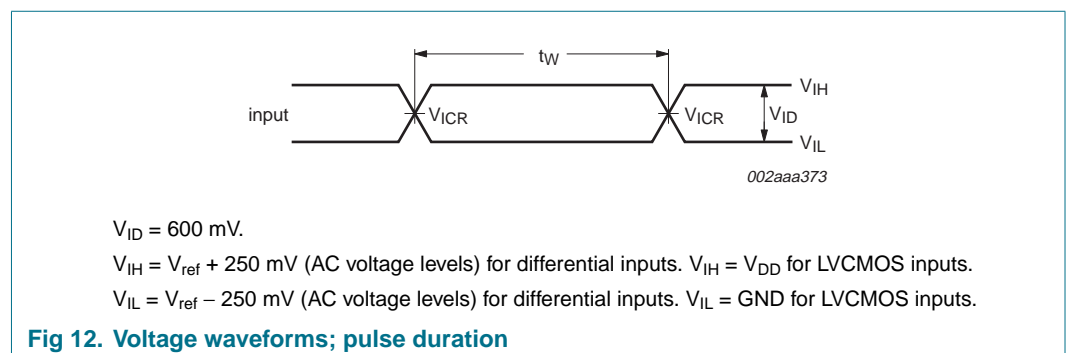 tW
input
VICR
VICR
VIH
VID
VIL
002aaa373
VID = 600 mV.
VIH = Vref + 250 mV (AC voltage levels) for differential inputs. VIH = VDD for LVCMOS inputs.
VIL = Vref − 250 mV (AC voltage levels) for differential inputs. VIL = GND for LVCMOS inputs.
Fig 12. Voltage waveforms; pulse duration